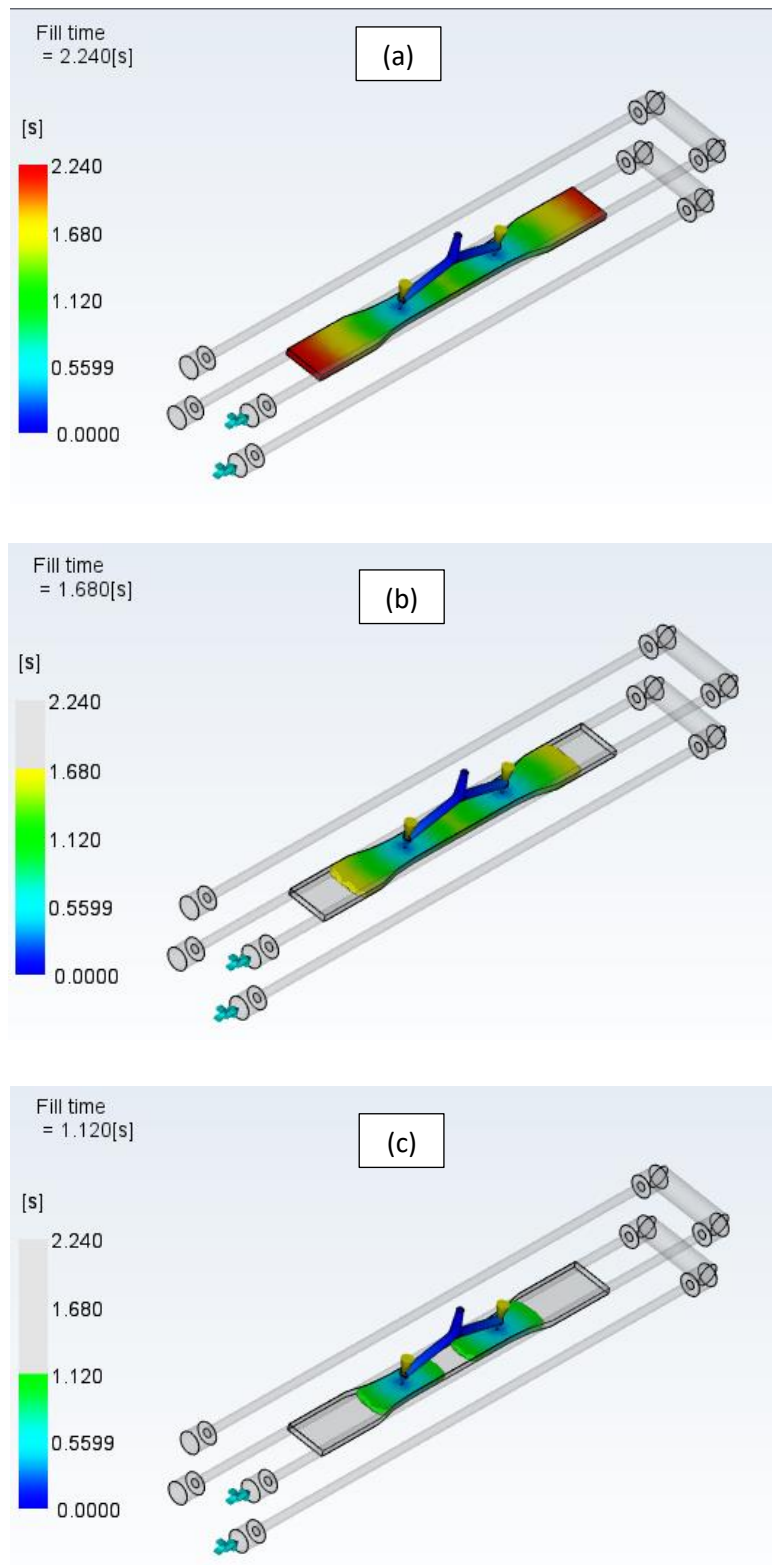 Fill time
= 2.240[s]
(a)
[s]
2.240
1.680
1.120
0.5599
0.0000
Fill time
= 1.680[s]
(b)
[s]
2.240
1.680
1.120
0.5599
0.0000
Fill time
= 1.120[s]
(c)
[s]
2.240
1.680
1.120
0.5599
0.0000